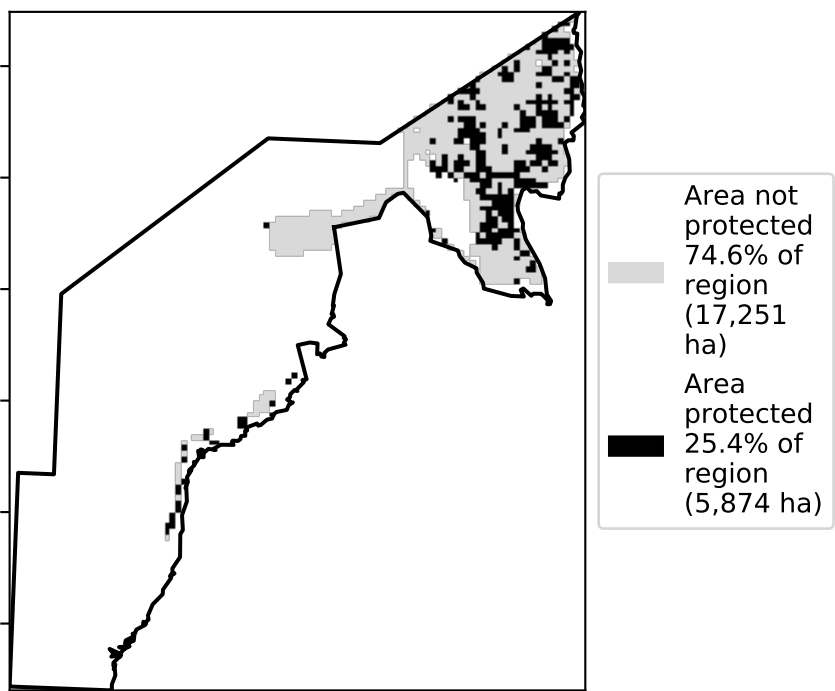 Area not
protected
74.6% of
region
(17,251
ha)
Area
protected
25.4% of
region
(5,874 ha)